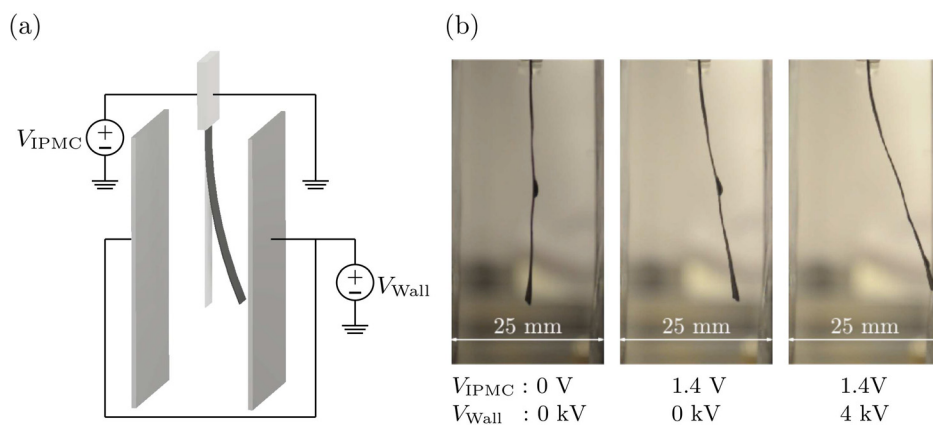 (a)
(b)
V_IPMC
V_Wall
25 mm
25 mm
25 mm
V_IPMC : 0 V
1.4 V
1.4V
V_Wall : 0 kV
0 kV
4 kV